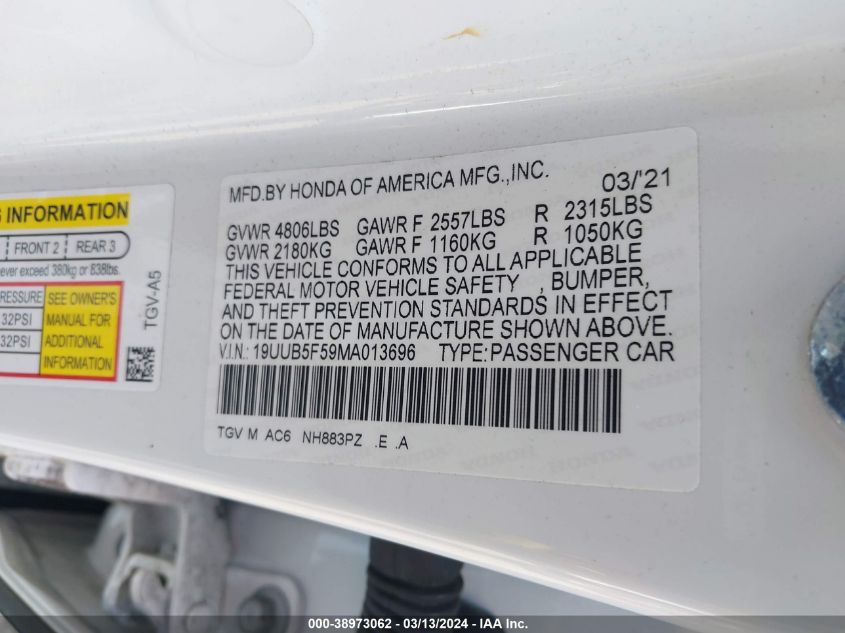 MFD.BY HONDA OF AMERICA MFG.,INC. 03/'21
GVWR 4806LBS GAWR F 2557LBS R 2315LBS
GVWR 2180KG GAWR F 1160KG R 1050KG
THIS VEHICLE CONFORMS TO ALL APPLICABLE
FEDERAL MOTOR VEHICLE SAFETY , BUMPER,
AND THEFT PREVENTION STANDARDS IN EFFECT
ON THE DATE OF MANUFACTURE SHOWN ABOVE.
V.I.N.: 19UUB5F59MA013696 TYPE:PASSENGER CAR
TGV M AC6 NH883PZ .E .A
INFORMATION
FRONT 2 REAR 3
exceed 380kg or 838lbs.
32PSI
32PSI
SEE OWNER'S
MANUAL FOR
ADDITIONAL
INFORMATION
TGV-A5
000-38973062 - 03/13/2024 - IAAI Inc.